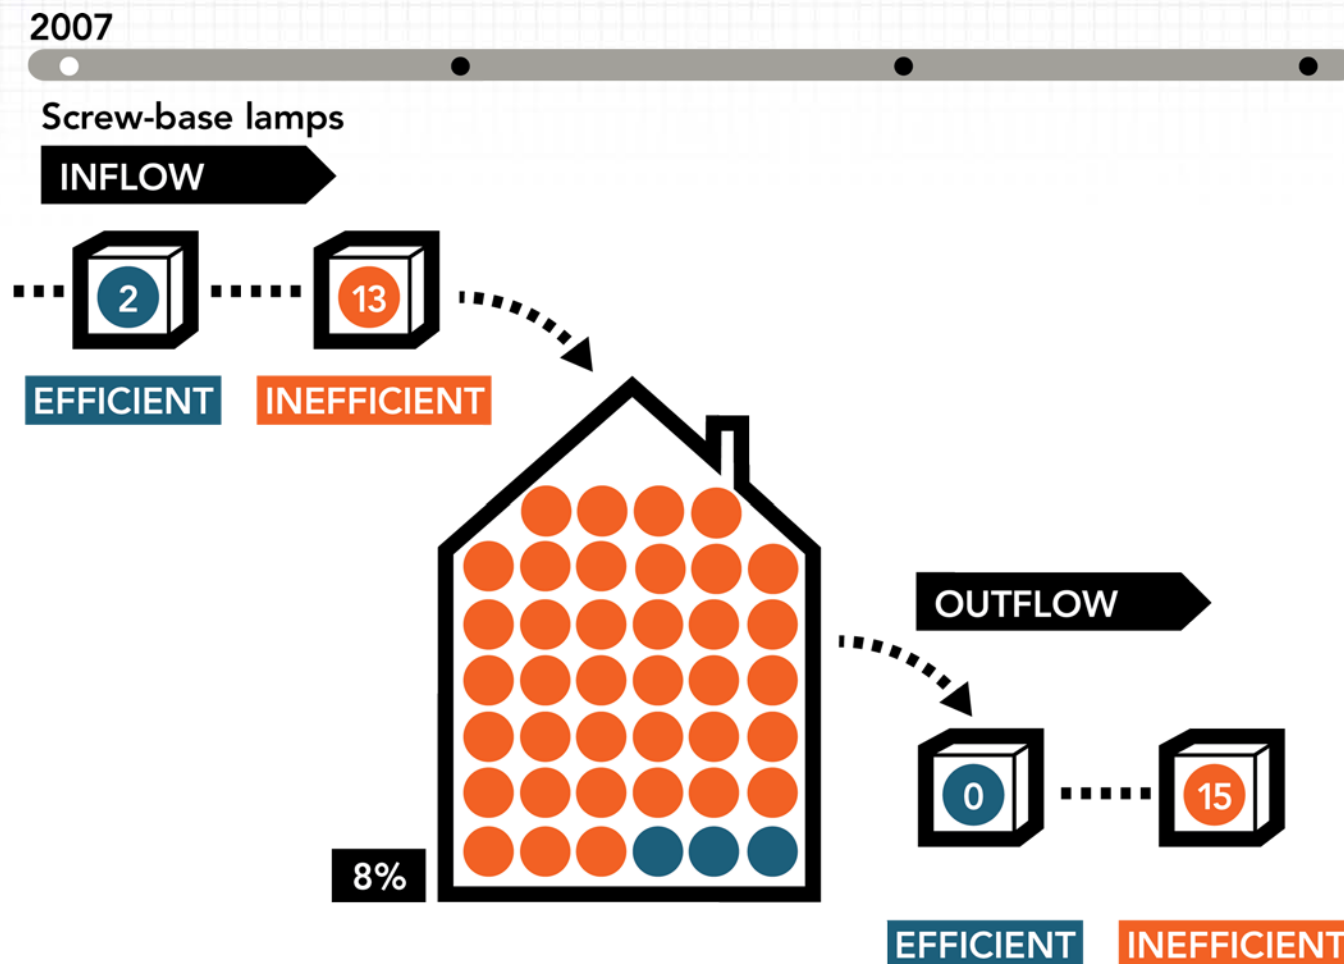 2007
Screw-base lamps
INFLOW
2
13
EFFICIENT
INEFFICIENT
OUTFLOW
0
15
8%
EFFICIENT
INEFFICIENT